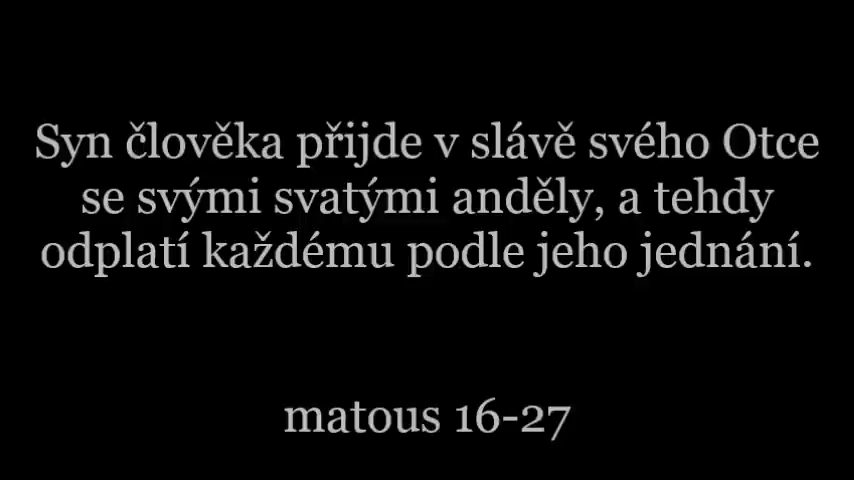 Syn člověka přijde v slávě svého Otce
se svými svatými anděly, a tehdy
odplatí každému podle jeho jednání.
matous 16-27